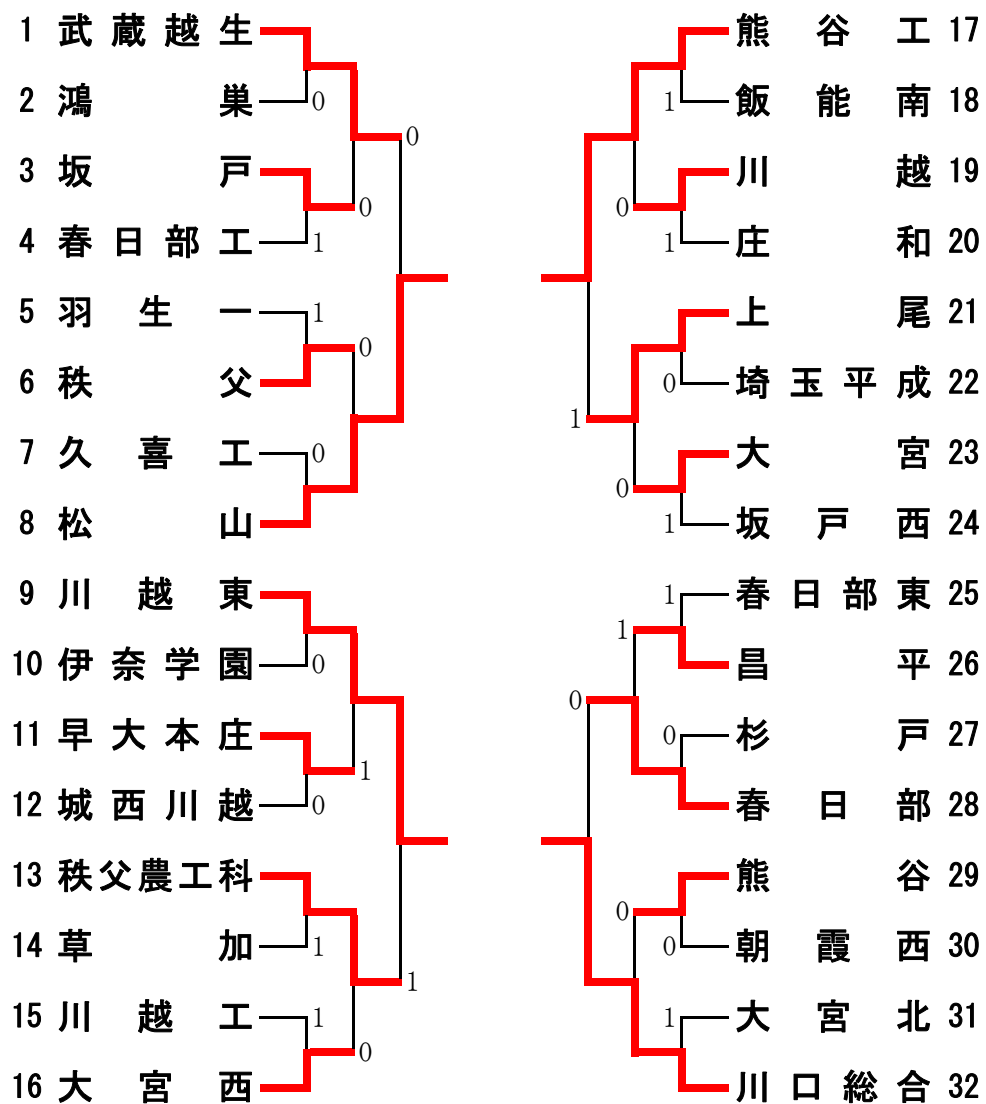 1 武蔵越生
2 鴻巣
0
3 坂戸
4 春日部工
1
0
0
5 羽生一
1
6 秩父
0
7 久喜工
0
8 松山
9 川越東
10 伊奈学園
0
11 早大本庄
12 城西川越
0
1
13 秩父農工科
14 草加
1
15 川越工
1
16 大宮西
0
1
熊谷工 17
1
飯能南 18
川越 19
0
1
庄和 20
上尾 21
0
埼玉平成 22
1
大宮 23
0
1
坂戸西 24
1
春日部東 25
1
昌平 26
0
0
杉戸 27
春日部 28
熊谷 29
0
0
朝霞西 30
1
大宮北 31
川口総合 32